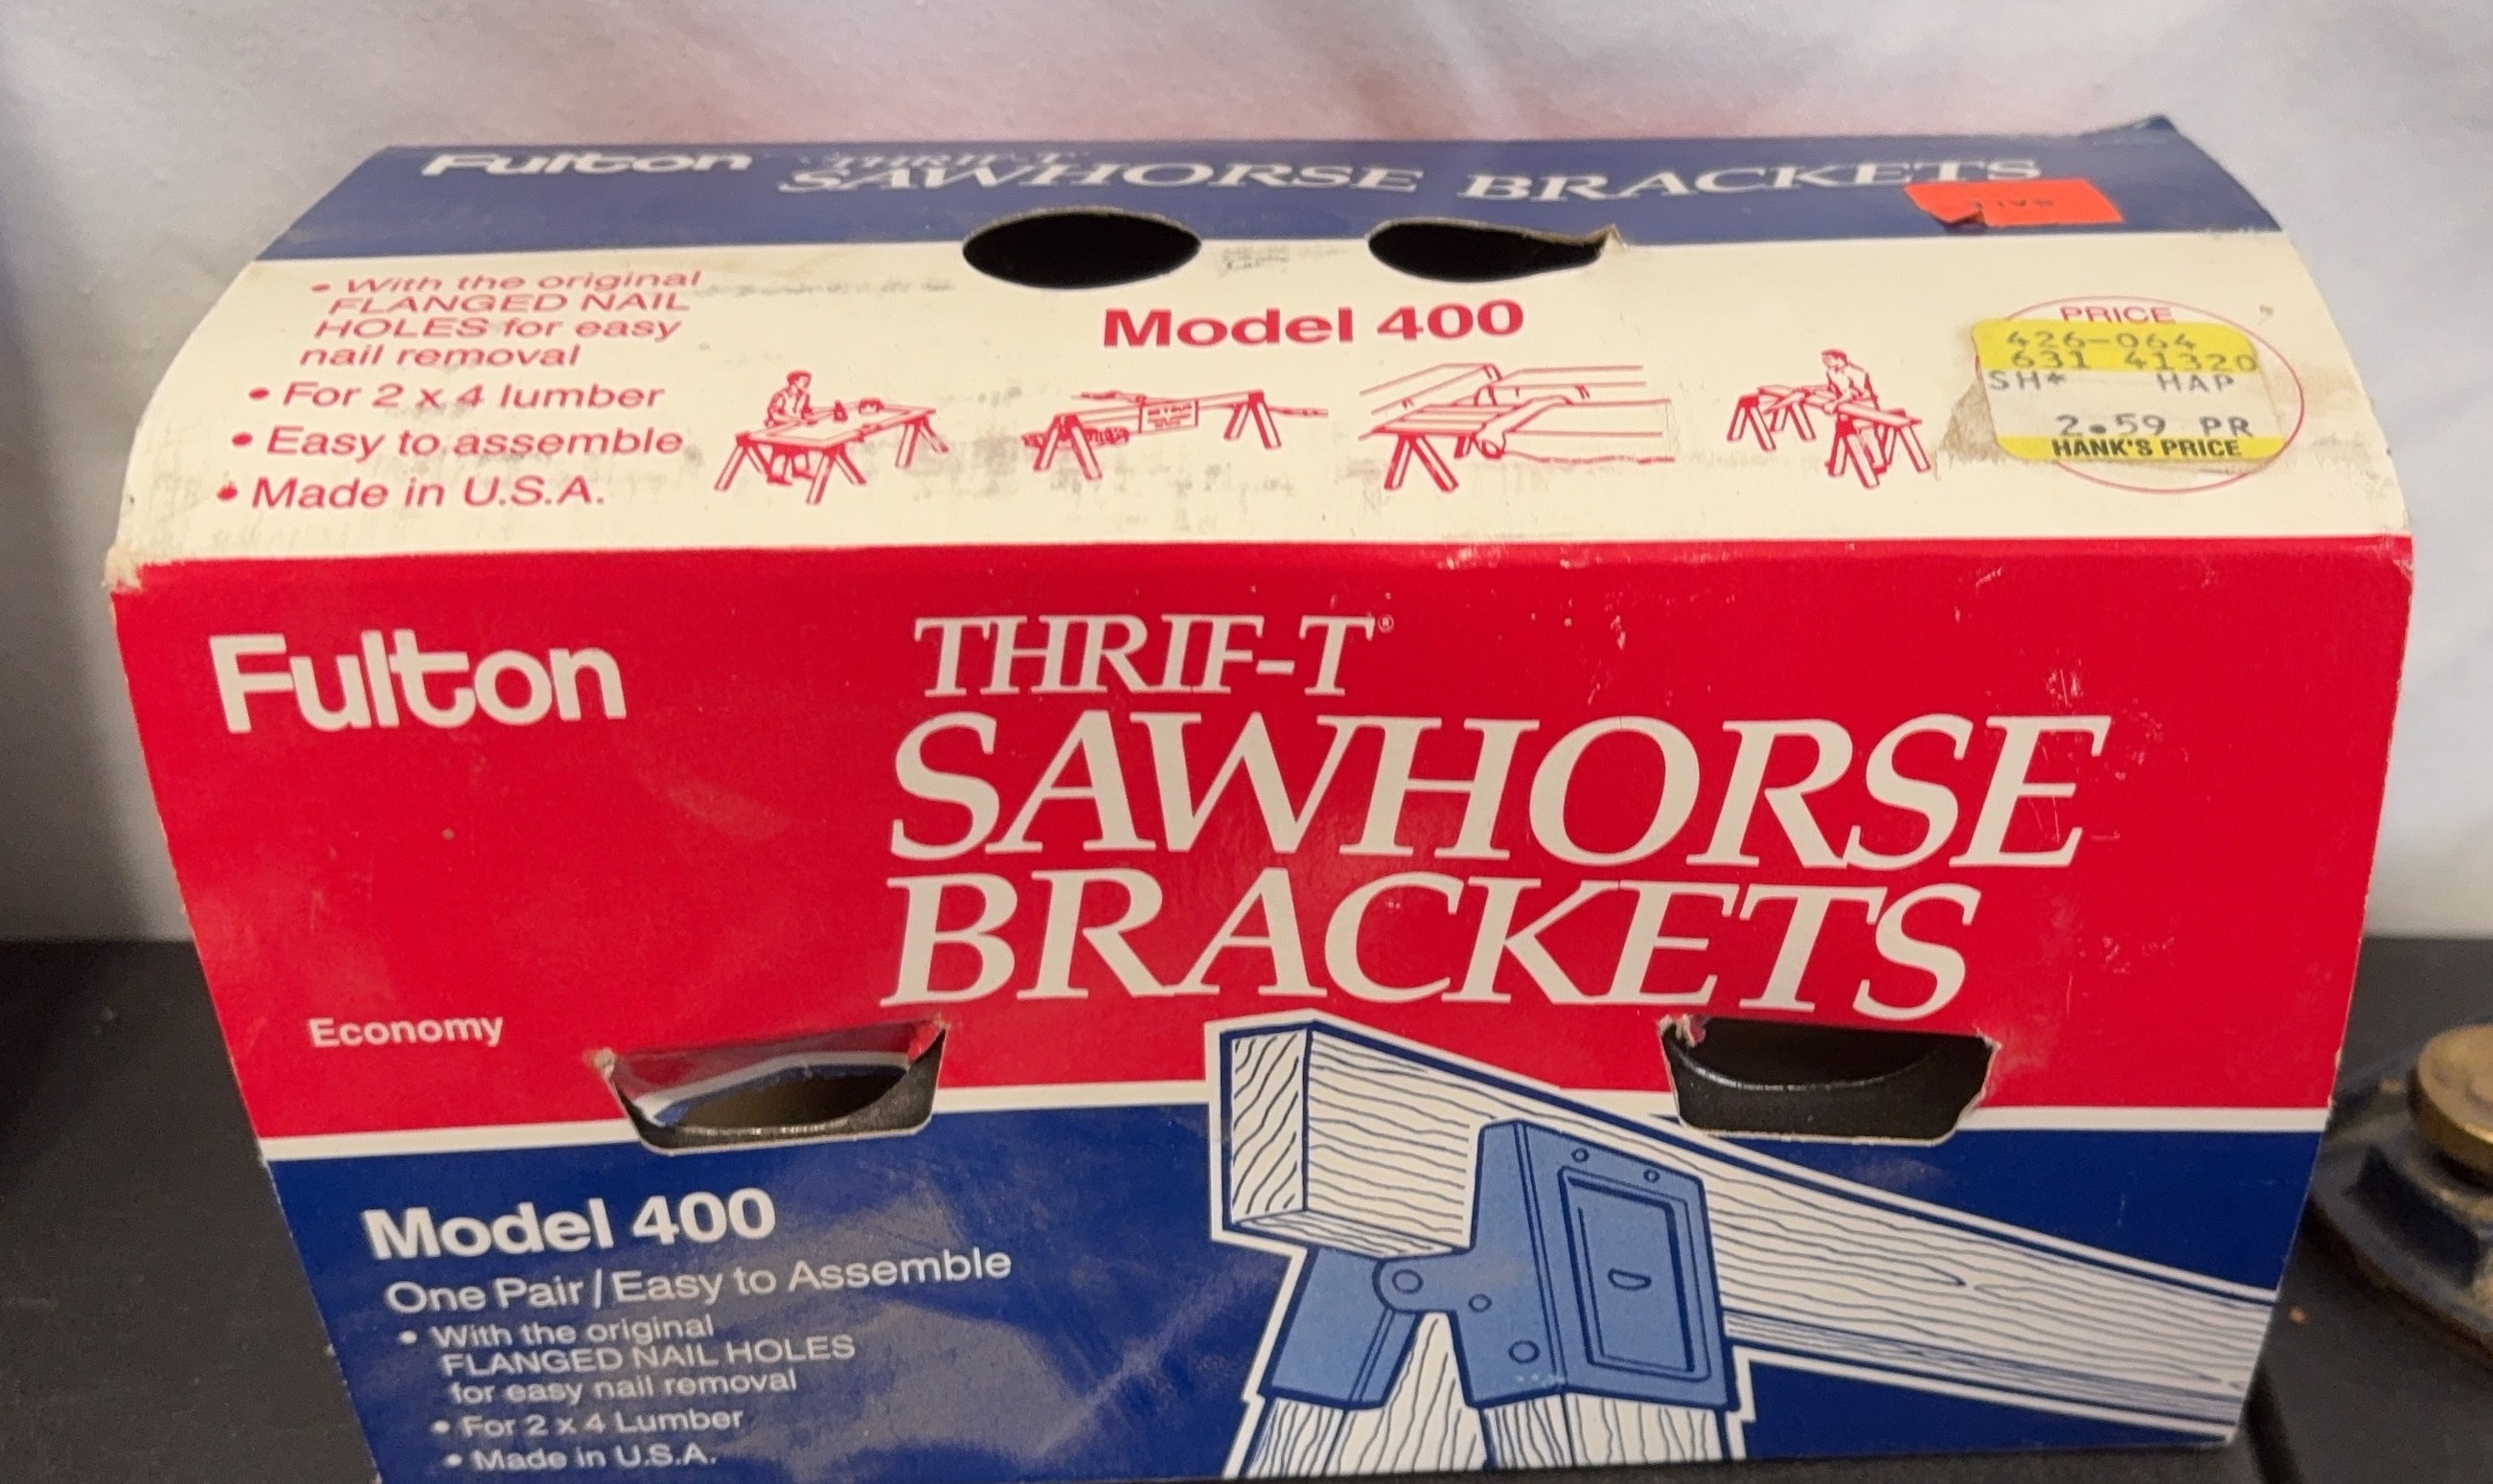 Fulton THRIF-T
SAWHORSE BRACKETS
SALE
• With the original
FLANGED NAIL
HOLES for easy
nail removal
• For 2 x 4 lumber
• Easy to assemble
• Made in U.S.A.
Model 400
PRICE
426-064
631 41320
SH* HAP
2.59 PR
HANK'S PRICE
Fulton
THRIF-T®
SAWHORSE
BRACKETS
Economy
Model 400
One Pair/Easy to Assemble
• With the original
FLANGED NAIL HOLES
for easy nail removal
• For 2 x 4 Lumber
• Made in U.S.A.